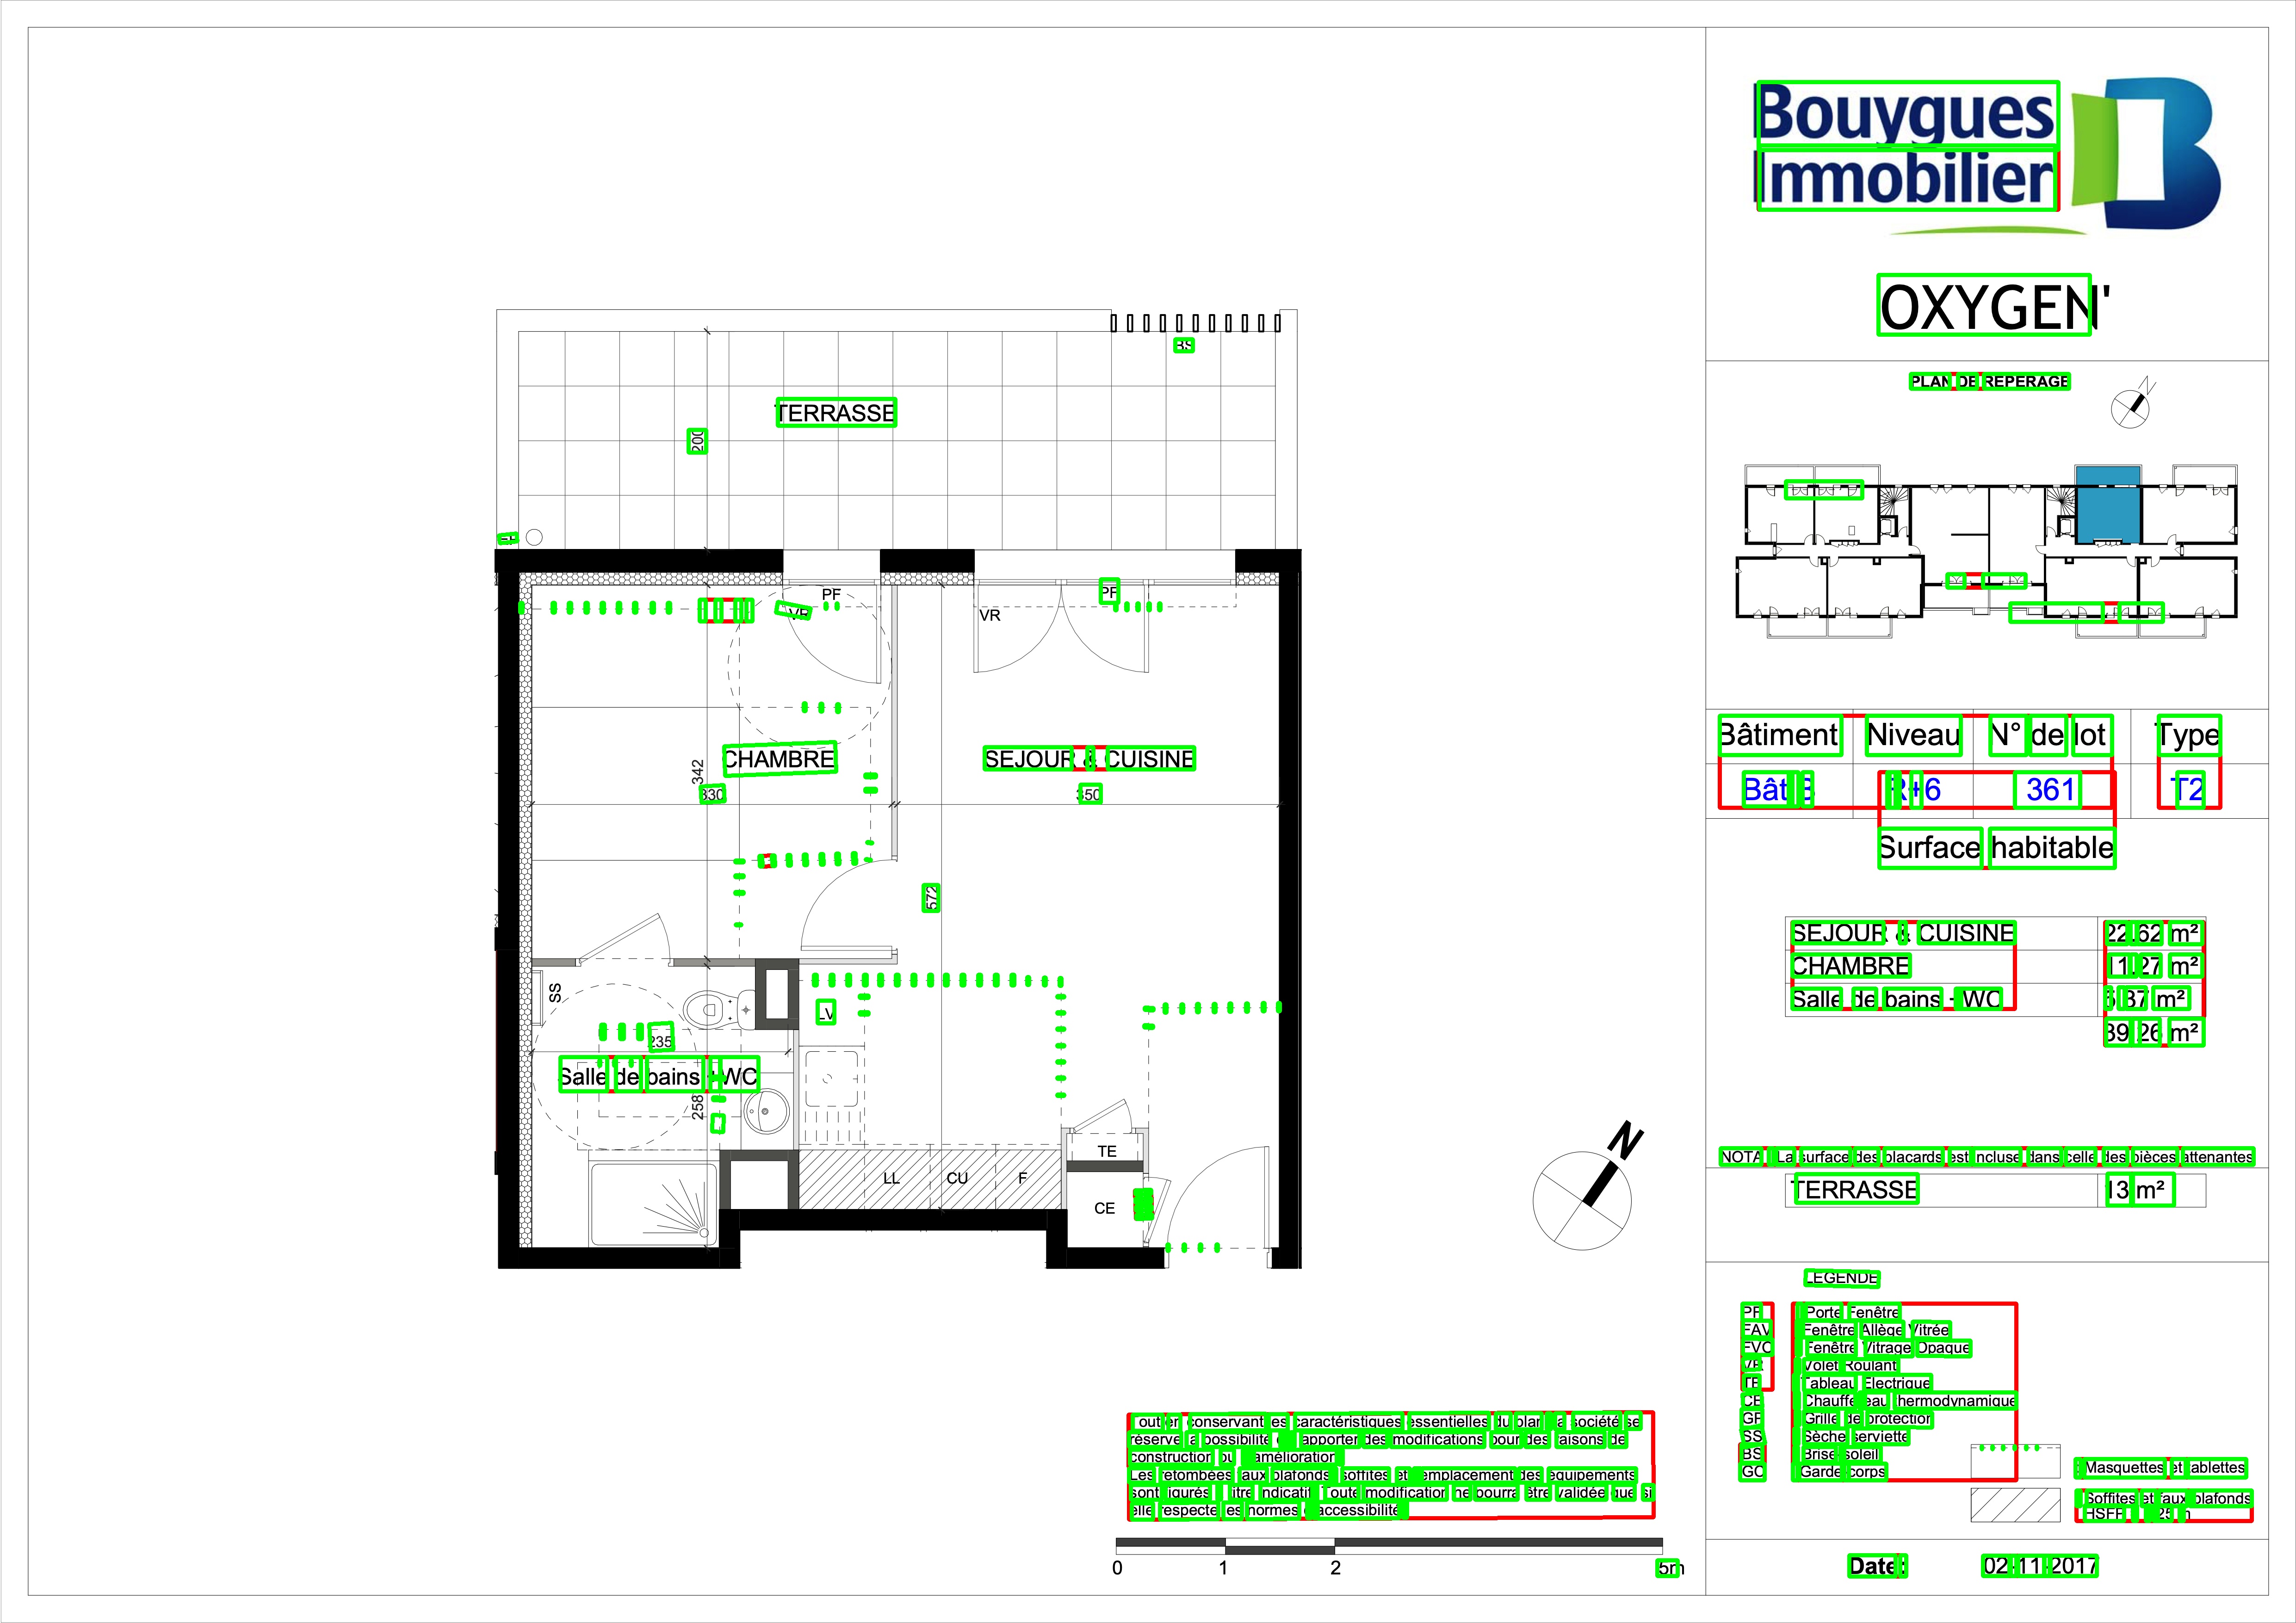 Bouygues
Immobilier
OXYGEN'
PLAN DE REPERAGE
N
BS
TERRASSE
200
PF
VR
VR
PF
CHAMBRE
SEJOUR & CUISINE
342
330
350
572
SS
LV
235
Salle de bains + WC
258
TE
LL
CU
F
CE
N
Bâtiment Niveau N° de lot Type
Bât B R+6 361 T2
Surface habitable
SEJOUR & CUISINE 22.62 m²
CHAMBRE 11.27 m²
Salle de bains + WC 5.37 m²
39.26 m²
NOTA : La surface des placards est incluse dans celle des pièces attenantes
TERRASSE 13 m²
LEGENDE
PF : Porte Fenêtre
FAV : Fenêtre Allège Vitrée
FVO : Fenêtre Vitrage Opaque
VR : Volet Roulant
TE : Tableau Electrique
CE : Chauffe eau thermodynamique
GP : Grille de protection
SS : Sèche serviette
BS : Brise soleil
GC : Garde corps
: Masquettes et tablettes
: Soffites et faux plafonds
Tout en conservant les caractéristiques essentielles du plan, la société se
réserve la possibilité d'apporter des modifications pour des raisons de
construction ou d'amélioration.
Les retombées, faux plafonds, soffites et l'emplacement des équipements
sont figurés à titre indicatif. Toute modification ne pourra être validée que si
elle respecte les normes d'accessibilité.
0 1 2 5m
Date: 02-11-2017